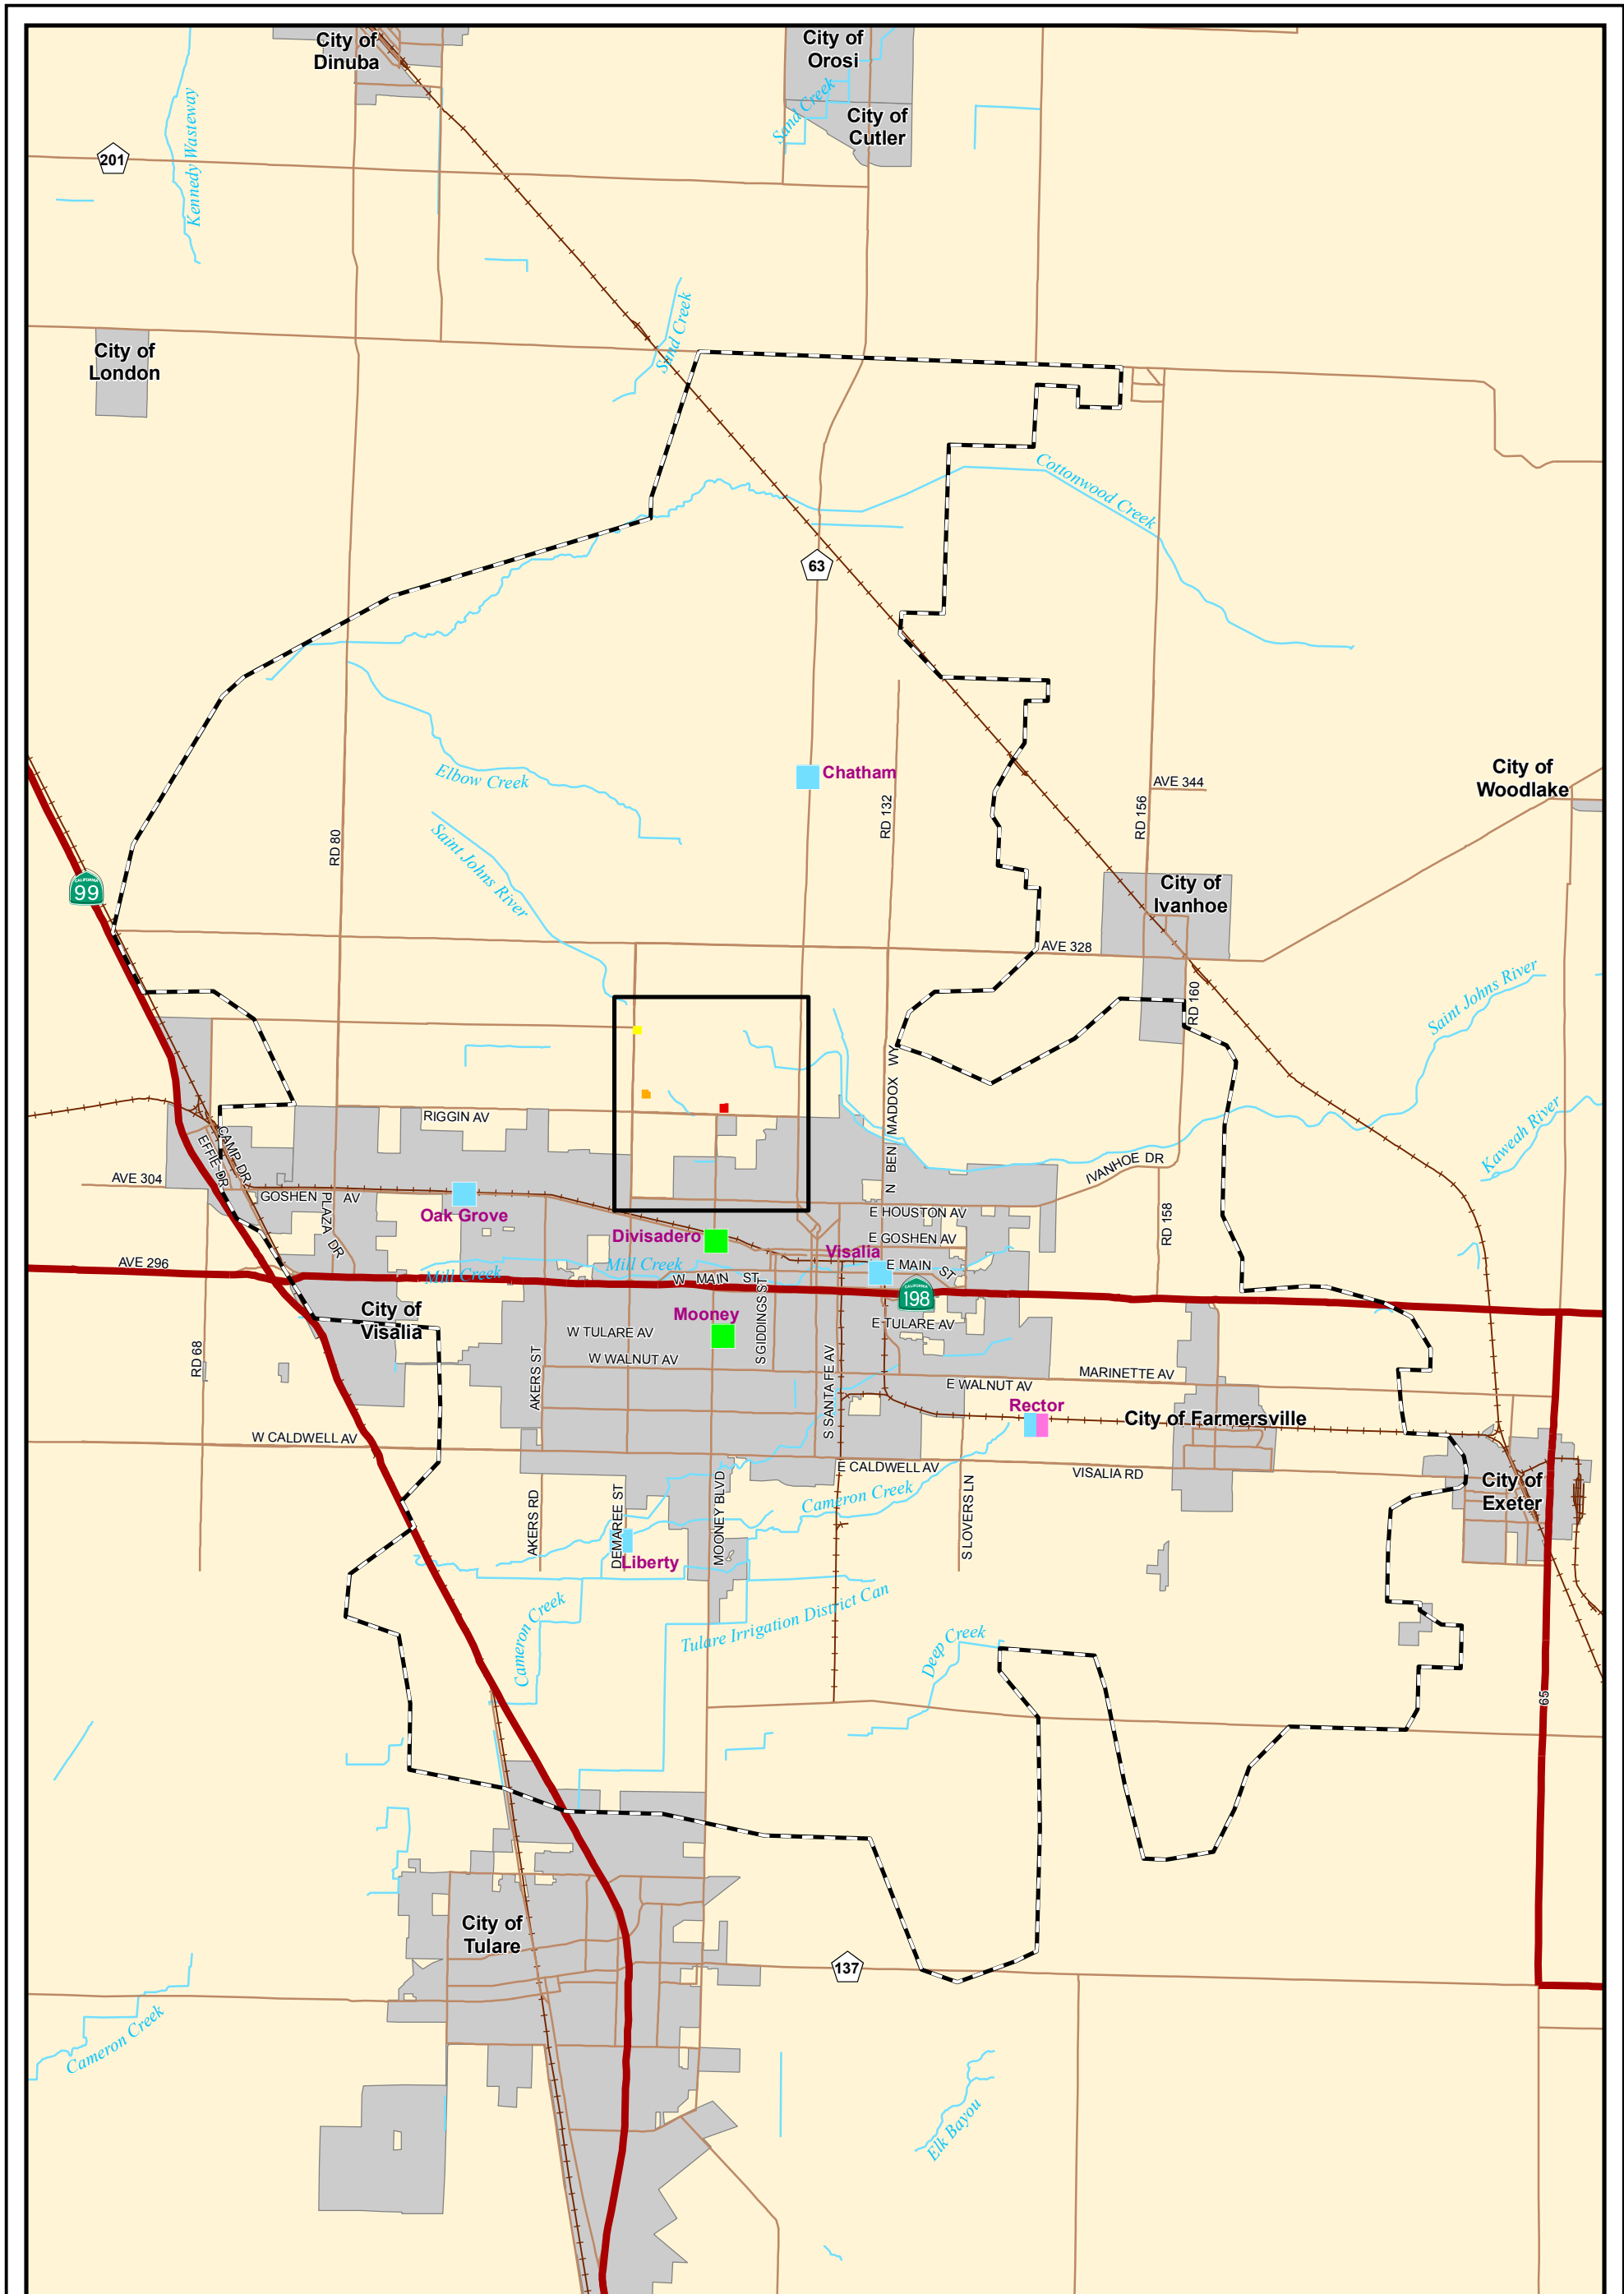 City of
Dinuba
City of
Orosi
Sand Creek
City of
Cutler
Kennedy Wasteway
201
Sand Creek
City of
London
Cottonwood Creek
63
Chatham
Elbow Creek
AVE 344
City of
Woodlake
RD 132
RD 156
RD 80
Saint Johns River
CALIFORNIA
99
City of
Ivanhoe
AVE 328
RD 160
Saint Johns River
N BEN MADDOX WY
RIGGIN AV
Kaweah River
CAMP DR
EFFIE DR
IVANHOE DR
AVE 304
GOSHEN AV
PLAZA DR
Oak Grove
E HOUSTON AV
RD 158
Divisadero
E GOSHEN AV
Visalia
AVE 296
Mill Creek
Mill Creek
E MAIN ST
W MAIN ST
CALIFORNIA
198
City of
Visalia
Mooney
S GIDDINGS ST
E TULARE AV
W TULARE AV
RD 68
W WALNUT AV
AKERS ST
S SANTA FE AV
MARINETTE AV
E WALNUT AV
Rector
City of Farmersville
W CALDWELL AV
E CALDWELL AV
VISALIA RD
City of
Exeter
Cameron Creek
AKERS RD
DEMAREE ST
MOONEY BLVD
S LOVERS LN
Liberty
Cameron Creek
Tulare Irrigation District Can
Deep Creek
65
City of
Tulare
137
Cameron Creek
Elk Bayou